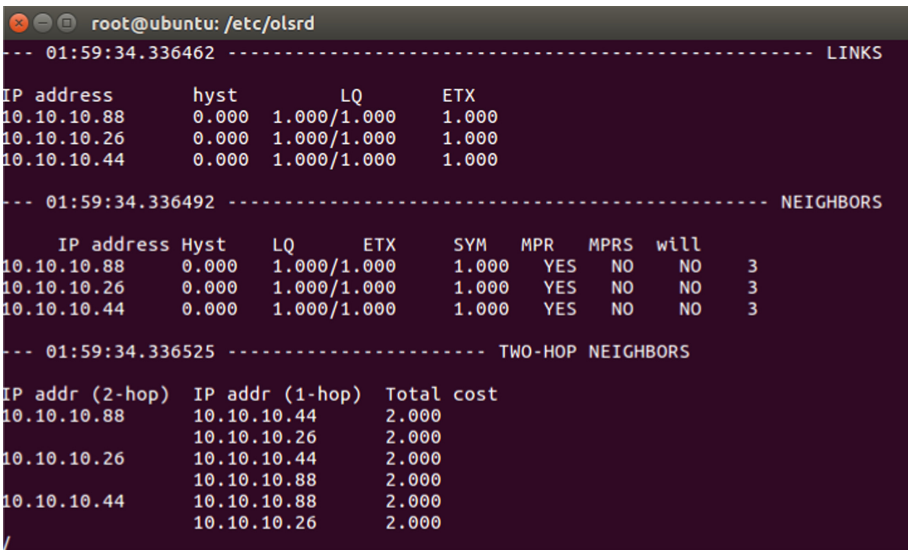 root@ubuntu: /etc/olsrd
--- 01:59:34.336462 ---------------------------------------------------- LINKS
IP address hyst LQ ETX
10.10.10.88 0.000 1.000/1.000 1.000
10.10.10.26 0.000 1.000/1.000 1.000
10.10.10.44 0.000 1.000/1.000 1.000
--- 01:59:34.336492 ------------------------------------------------ NEIGHBORS
IP address Hyst LQ ETX SYM MPR MPRS will
10.10.10.88 0.000 1.000/1.000 1.000 YES NO NO 3
10.10.10.26 0.000 1.000/1.000 1.000 YES NO NO 3
10.10.10.44 0.000 1.000/1.000 1.000 YES NO NO 3
--- 01:59:34.336525 ----------------------- TWO-HOP NEIGHBORS
IP addr (2-hop) IP addr (1-hop) Total cost
10.10.10.88 10.10.10.44 2.000
10.10.10.26 2.000
10.10.10.26 10.10.10.44 2.000
10.10.10.88 2.000
10.10.10.44 10.10.10.88 2.000
10.10.10.26 2.000
/